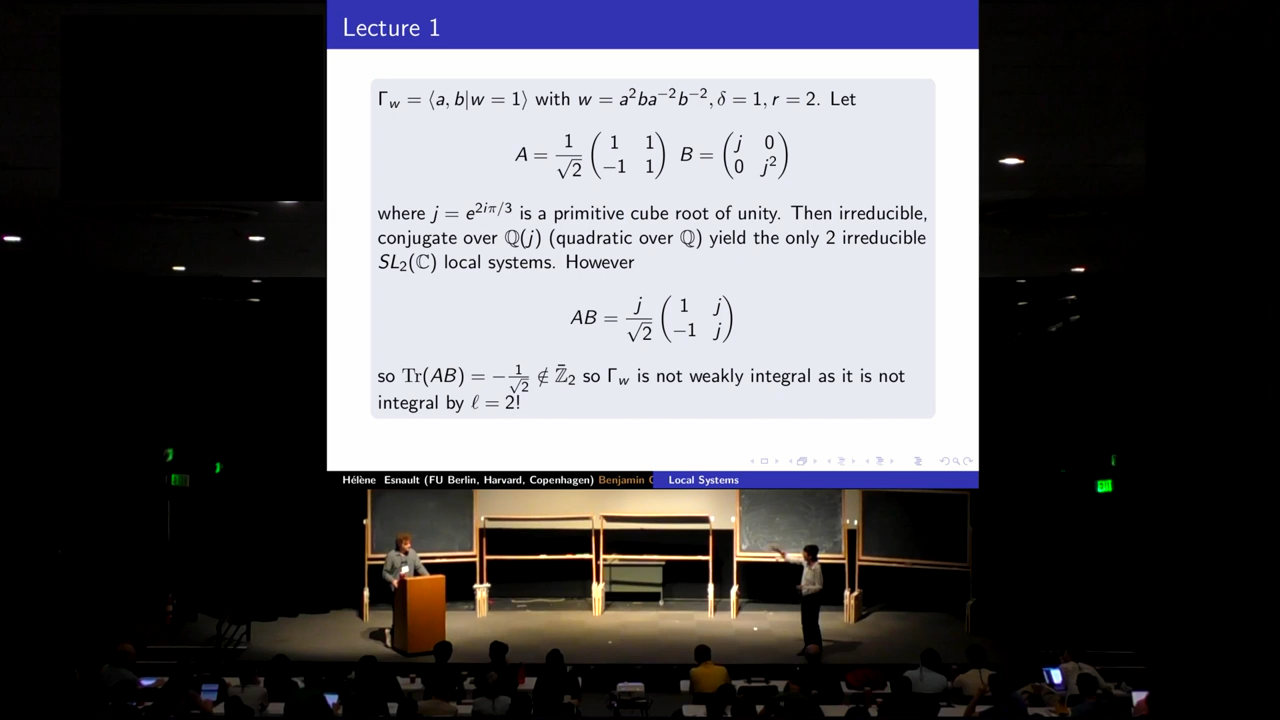 Lecture 1
Γ_w = ⟨a, b|w = 1⟩ with w = a²ba⁻²b⁻², δ = 1, r = 2. Let
A = 1/√2 (1 1; −1 1) B = (j 0; 0 j²)
where j = e^{2iπ/3} is a primitive cube root of unity. Then irreducible,
conjugate over ℚ(j) (quadratic over ℚ) yield the only 2 irreducible
SL₂(ℂ) local systems. However
AB = j/√2 (1 j; −1 j)
so Tr(AB) = −1/√2 ∉ ℤ̄₂ so Γ_w is not weakly integral as it is not
integral by ℓ = 2!
Hélène Esnault (FU Berlin, Harvard, Copenhagen) Benjamin
Local Systems